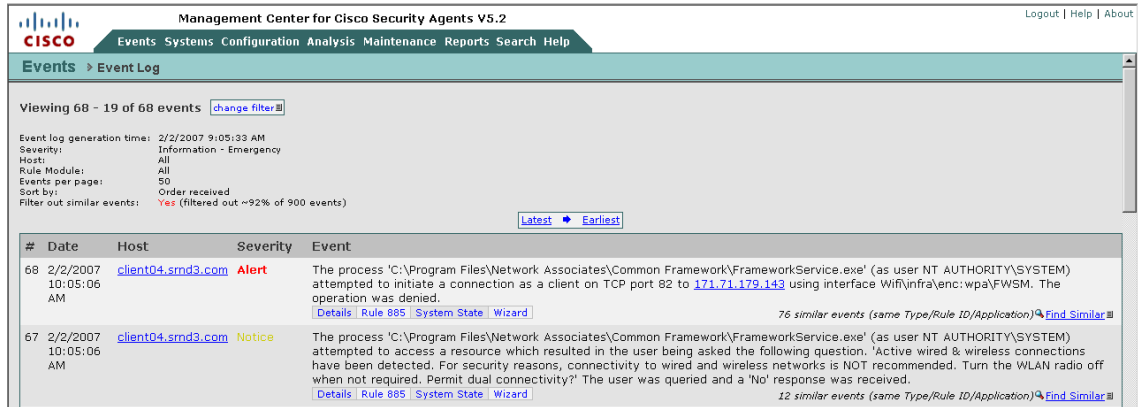 Management Center for Cisco Security Agents V5.2
Logout | Help | About
CISCO
Events Systems Configuration Analysis Maintenance Reports Search Help
Events > Event Log
Viewing 68 - 19 of 68 events change filter
Event log generation time: 2/2/2007 9:05:33 AM
Severity: Information - Emergency
Host: All
Rule Module: All
Events per page: 50
Sort by: Order received
Filter out similar events: Yes (filtered out ~92% of 900 events)
Latest Earliest
# Date Host Severity Event
68 2/2/2007 client04.srnd3.com Alert The process 'C:\Program Files\Network Associates\Common Framework\FrameworkService.exe' (as user NT AUTHORITY\SYSTEM)
10:05:06 attempted to initiate a connection as a client on TCP port 82 to 171.71.179.143 using interface Wifi\infra\enc:wpa\FWSM. The
AM operation was denied.
Details Rule 885 System State Wizard 76 similar events (same Type/Rule ID/Application) Find Similar
67 2/2/2007 client04.srnd3.com Notice The process 'C:\Program Files\Network Associates\Common Framework\FrameworkService.exe' (as user NT AUTHORITY\SYSTEM)
10:05:06 attempted to access a resource which resulted in the user being asked the following question. 'Active wired & wireless connections
AM have been detected. For security reasons, connectivity to wired and wireless networks is NOT recommended. Turn the WLAN radio off
when not required. Permit dual connectivity?' The user was queried and a 'No' response was received.
Details Rule 885 System State Wizard 12 similar events (same Type/Rule ID/Application) Find Similar